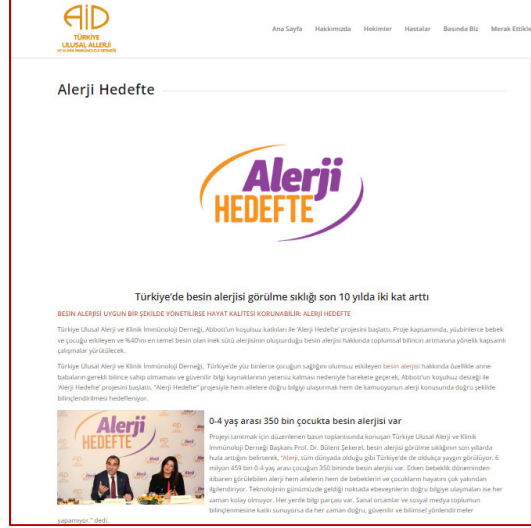 AİD
TÜRKİYE
ULUSAL ALLERJİ
VE KLİNİK İMMÜNOLOJİ DERNEĞİ
Ana Sayfa Hakkımızda Hekimler Hastalar Basında Biz Merak Ettikle
Alerji Hedefte
Alerji
HEDEFTE
Türkiye'de besin alerjisi görülme sıklığı son 10 yılda iki kat arttı
BESİN ALERJİSİ UYGUN BİR ŞEKİLDE YÖNETİLİRSE HAYAT KALİTESİ KORUNABİLİR: ALERJİ HEDEFTE
Türkiye Ulusal Alerji ve Klinik İmmünoloji Derneği, Abbott'un koşulsuz katkıları ile 'Alerji Hedefte' projesini başlattı. Proje kapsamında, yüzbinlerce bebek
ve çocuğu etkileyen ve %40'ını en temel besin olan inek sütü alerjisinin oluşturduğu besin alerjisi hakkında toplumsal bilincin artmasına yönelik kapsamlı
çalışmalar yürütülecek.
Türkiye Ulusal Alerji ve Klinik İmmünoloji Derneği, Türkiye'de yüz binlerce çocuğun sağlığını olumsuz etkileyen besin alerjisi hakkında özellikle anne-
babaların gerekli bilince sahip olmaması ve güvenilir bilgi kaynaklarının yetersiz kalması nedeniyle harekete geçerek, Abbott'un koşulsuz desteği ile
'Alerji Hedefte' projesini başlattı. "Alerji Hedefte" projesiyle hem ailelere doğru bilgiyi ulaştırmak hem de kamuoyunun alerji konusunda doğru şekilde
bilinçlendirilmesi hedefleniyor.
Alerji
HEDEFTE
0-4 yaş arası 350 bin çocukta besin alerjisi var
Projeyi tanıtmak için düzenlenen basın toplantısında konuşan Türkiye Ulusal Alerji ve Klinik
İmmünoloji Derneği Başkanı Prof. Dr. Bülent Şekerel, besin alerjisi görülme sıklığının son yıllarda
hızla arttığını belirterek, "Alerji, tüm dünyada olduğu gibi Türkiye'de de oldukça yaygın görülüyor. 6
milyon 459 bin 0-4 yaş arası çocuğun 350 bininde besin alerjisi var. Erken bebeklik döneminden
itibaren görülebilen alerji hem ailelerin hem de bebeklerin ve çocukların hayatını çok yakından
ilgilendiriyor. Teknolojinin günümüzde geldiği noktada ebeveynlerin doğru bilgiye ulaşmaları ise her
zaman kolay olmuyor. Her yerde bilgi parçası var. Sanal ortamlar ve sosyal medya toplumun
bilinçlenmesine katkı sunuyorsa da her zaman doğru, güvenilir ve bilimsel yönlendirmeler
yapamıyor." dedi.